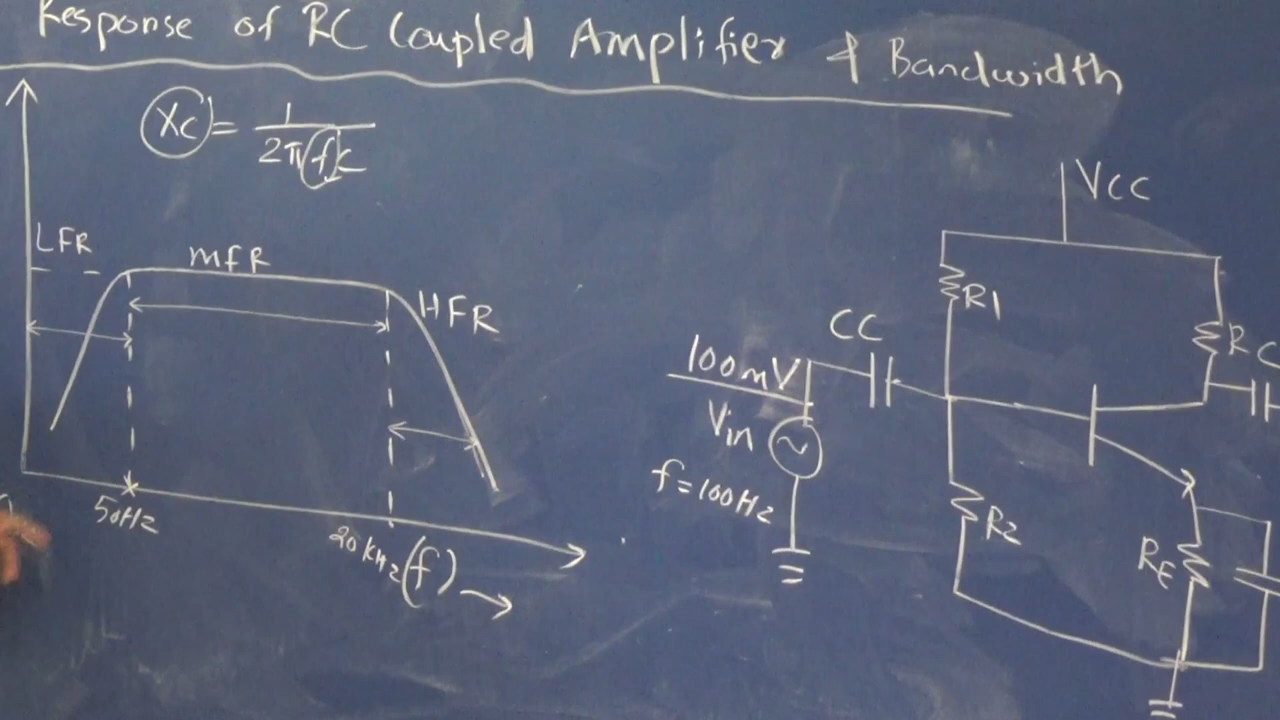 Response of RC Coupled Amplifier & Bandwidth
Xc = 1
2πfc
VCC
LFR
MFR
HFR
R1
CC
RC
100mV
Vin
f=100Hz
R2
RE
50Hz
20KHz
(f)